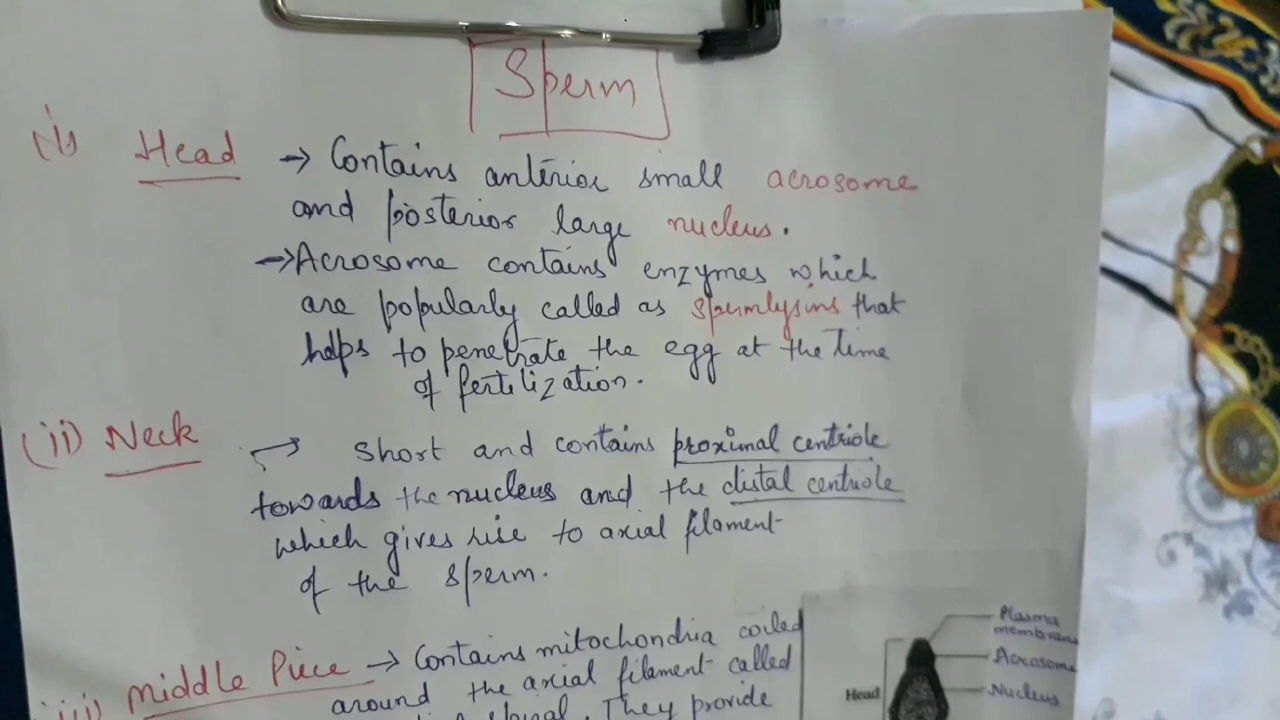 Sperm
(i) Head → Contains anterior small acrosome
and posterior large nucleus.
→ Acrosome contains enzymes which
are popularly called as spermlysins that
helps to penetrate the egg at the time
of fertilization.
(ii) Neck → Short and contains proximal centriole
towards the nucleus and the distal centriole
which gives rise to axial filament
of the sperm.
iii) Middle Piece → Contains mitochondria coiled
around the axial filament called
They provide
Plasma
membrane
Acrosome
Head
Nucleus